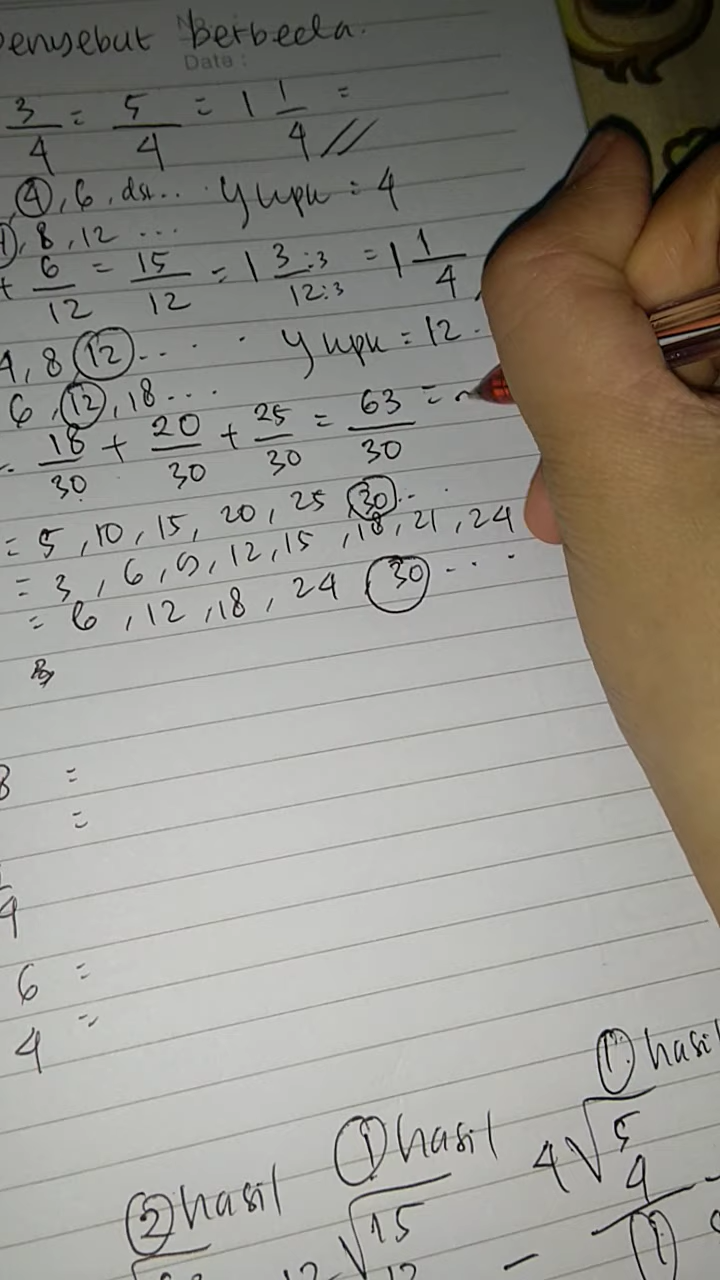 Penyebut Berbeda.
Date :
3/4 = 5/4 = 1 1/4 =
④, 6, dst...
= 4
, 8, 12 ...
+ 6/12 = 15/12 = 1 3:3/12:3 = 1 1/4
4, 8 ⑫ ....
= 12.
6, ⑫, 18...
18/30 + 20/30 + 25/30 = 63/30 =
= 5, 10, 15, 20, 25 ㉚...
= 3, 6, 9, 12, 15, 18, 21, 24
= 6, 12, 18, 24 ㉚ ....
8 =
=
4
6 =
4 =
① hasil
② hasil ① hasil 4√5
12√15 4
12 - ①